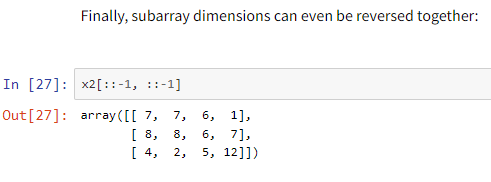 Finally, subarray dimensions can even be reversed together:
In [27]: x2[::-1, ::-1]
Out[27]: array([[ 7,  7,  6,  1],
       [ 8,  8,  6,  7],
       [ 4,  2,  5, 12]])